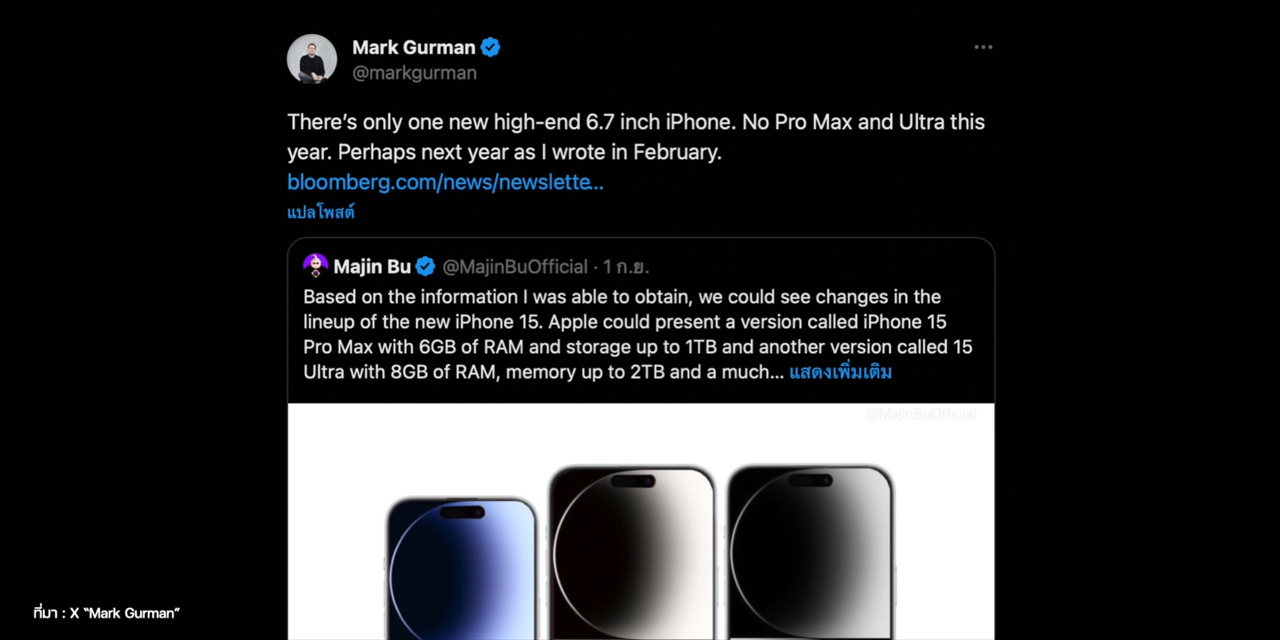 Mark Gurman
@markgurman
There’s only one new high-end 6.7 inch iPhone. No Pro Max and Ultra this
year. Perhaps next year as I wrote in February.
bloomberg.com/news/newslette...
แปลโพสต์
Majin Bu @MajinBuOfficial · 1 ก.ย.
Based on the information I was able to obtain, we could see changes in the
lineup of the new iPhone 15. Apple could present a version called iPhone 15
Pro Max with 6GB of RAM and storage up to 1TB and another version called 15
Ultra with 8GB of RAM, memory up to 2TB and a much... แสดงเพิ่มเติม
@MajinBuOfficial
ที่มา : X “Mark Gurman”